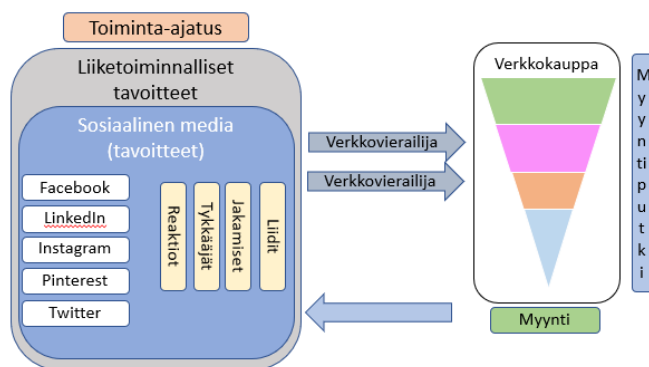 Toiminta-ajatus
Liiketoiminnalliset
tavoitteet
Sosiaalinen media
(tavoitteet)
Facebook
LinkedIn
Instagram
Pinterest
Twitter
Reaktiot
Tykkääjät
Jakamiset
Liidit
Verkkovierailija
Verkkovierailija
Verkkokauppa
Myynti
Myyntiputki